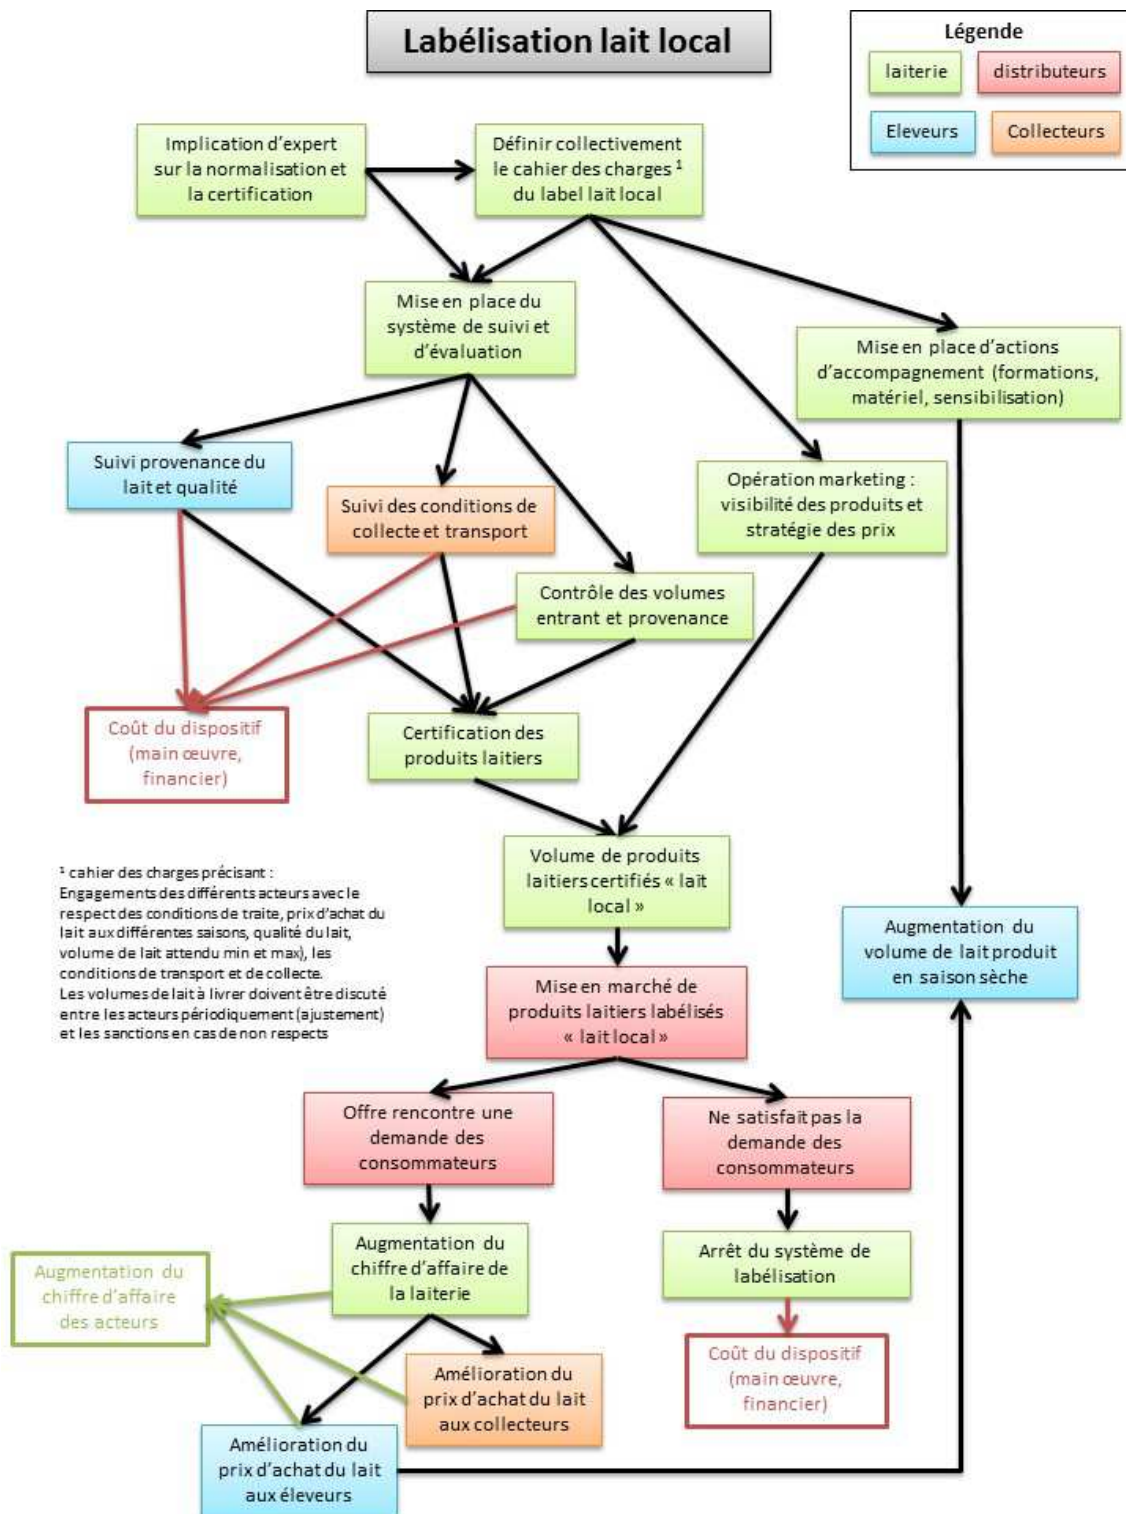 Labélisation lait local
Légende
laiterie
distributeurs
Eleveurs
Collecteurs
Implication d'expert
sur la normalisation et
la certification
Définir collectivement
le cahier des charges ¹
du label lait local
Mise en place du
système de suivi et
d'évaluation
Mise en place d'actions
d'accompagnement (formations,
matériel, sensibilisation)
Suivi provenance du
lait et qualité
Suivi des conditions de
collecte et transport
Opération marketing :
visibilité des produits et
stratégie des prix
Contrôle des volumes
entrant et provenance
Coût du dispositif
(main œuvre,
financier)
Certification des
produits laitiers
Volume de produits
laitiers certifiés « lait
local »
¹ cahier des charges précisant :
Engagements des différents acteurs avec le
respect des conditions de traite, prix d'achat du
lait aux différentes saisons, qualité du lait,
volume de lait attendu min et max), les
conditions de transport et de collecte.
Les volumes de lait à livrer doivent être discuté
entre les acteurs périodiquement (ajustement)
et les sanctions en cas de non respects
Augmentation du
volume de lait produit
en saison sèche
Mise en marché de
produits laitiers labélisés
« lait local »
Offre rencontre une
demande des
consommateurs
Ne satisfait pas la
demande des
consommateurs
Augmentation du
chiffre d'affaire de
la laiterie
Arrêt du système de
labélisation
Augmentation du
chiffre d'affaire
des acteurs
Coût du dispositif
(main œuvre,
financier)
Amélioration du
prix d'achat du lait
aux collecteurs
Amélioration du
prix d'achat du lait
aux éleveurs